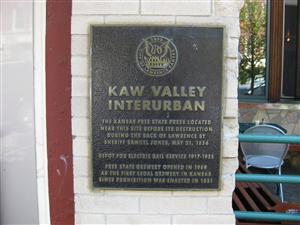 KAW VALLEY
INTERURBAN
THE KANSAS FREE STATE PRESS LOCATED
NEAR THIS SITE BEFORE ITS DESTRUCTION
DURING THE SACK OF LAWRENCE BY
SHERIFF SAMUEL JONES, MAY 21, 1856
DEPOT FOR ELECTRIC RAIL SERVICE 1917-1935
FREE STATE BREWERY OPENED IN 1989
AS THE FIRST LEGAL BREWERY IN KANSAS
SINCE PROHIBITION WAS ENACTED IN 1881